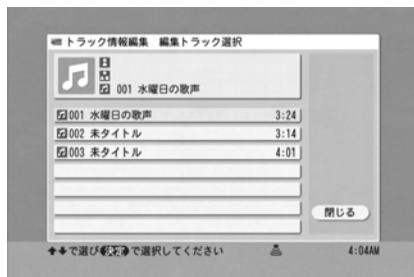 トラック情報編集 編集トラック選択
001 水曜日の歌声
001 水曜日の歌声 3:24
002 未タイトル 3:14
003 未タイトル 4:01
閉じる
↑↓で選び決定で選択してください 4:04AM